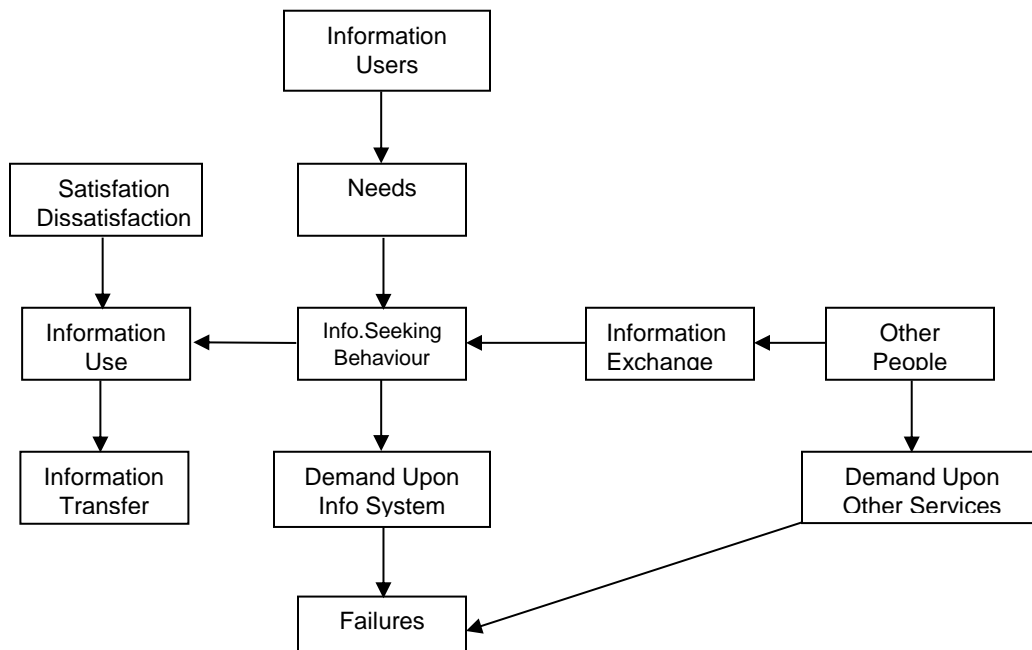 Information
Users
Satisfation
Dissatisfaction
Needs
Information
Use
Info.Seeking
Behaviour
Information
Exchange
Other
People
Information
Transfer
Demand Upon
Info System
Demand Upon
Other Services
Failures